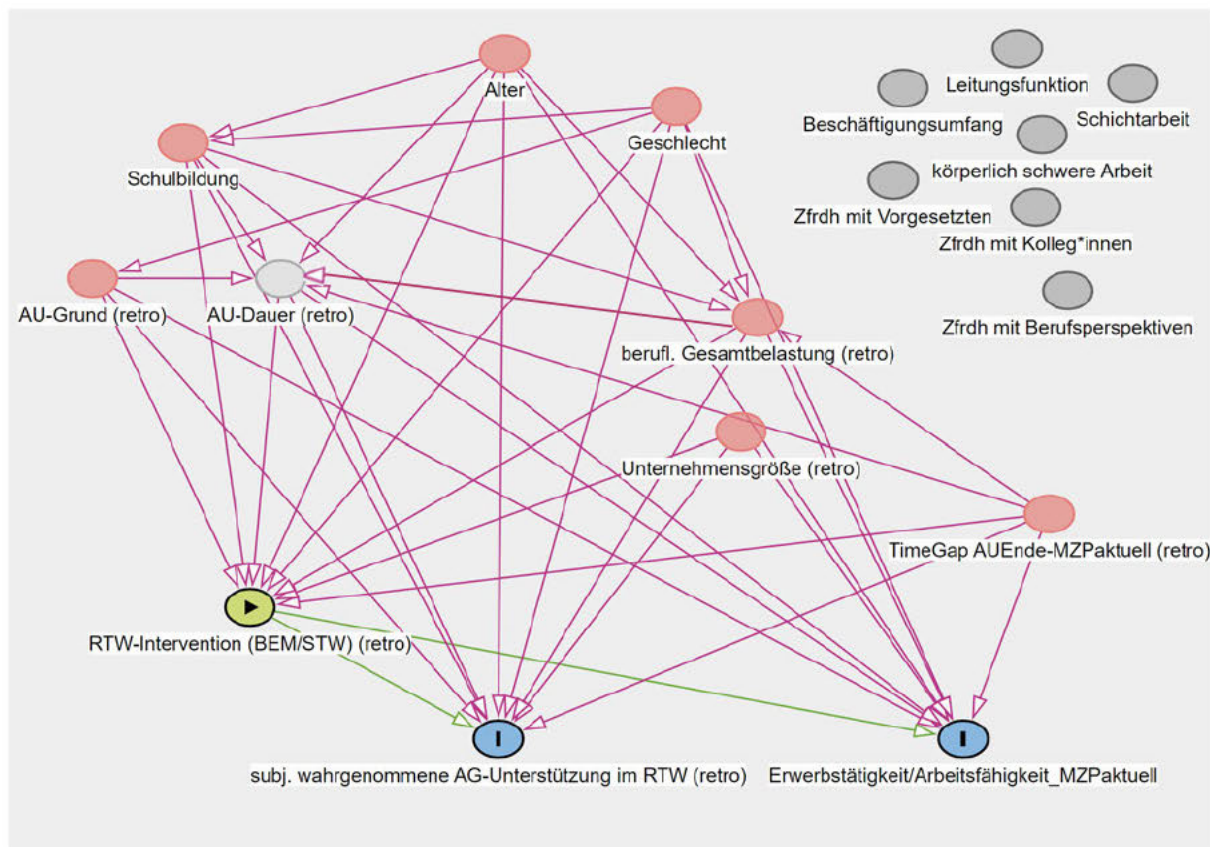 Alter
Leitungsfunktion
Beschäftigungsumfang
Schichtarbeit
Geschlecht
körperlich schwere Arbeit
Schulbildung
Zfrdh mit Vorgesetzten
Zfrdh mit Kolleg*innen
AU-Grund (retro)
AU-Dauer (retro)
Zfrdh mit Berufsperspektiven
berufl. Gesamtbelastung (retro)
Unternehmensgröße (retro)
TimeGap AUEnde-MZPaktuell (retro)
RTW-Intervention (BEM/STW) (retro)
subj. wahrgenommene AG-Unterstützung im RTW (retro)
Erwerbstätigkeit/Arbeitsfähigkeit_MZPaktuell